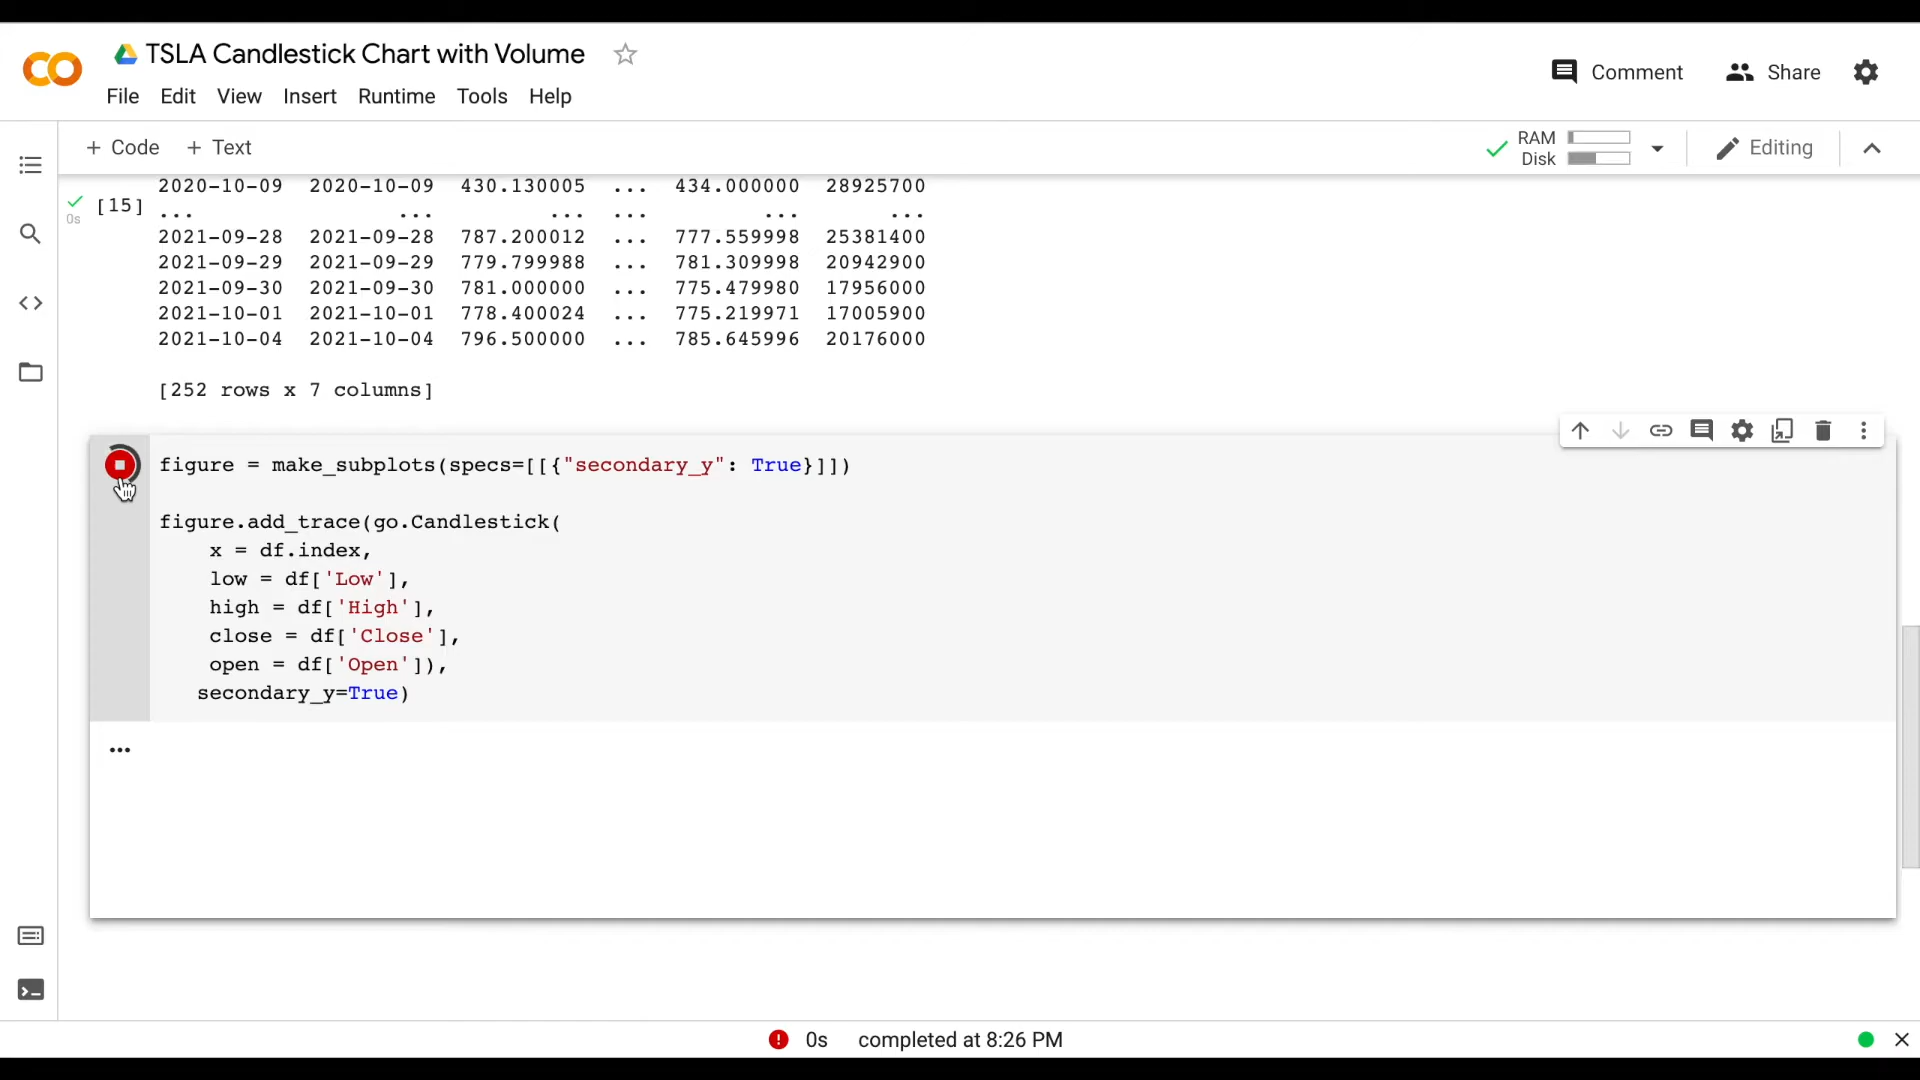 TSLA Candlestick Chart with Volume
Comment Share
File Edit View Insert Runtime Tools Help
+ Code + Text
RAM
Disk
Editing
[15]
0s
2020-10-09 2020-10-09 430.130005 ... 434.000000 28925700
... ... ... ... ... ...
2021-09-28 2021-09-28 787.200012 ... 777.559998 25381400
2021-09-29 2021-09-29 779.799988 ... 781.309998 20942900
2021-09-30 2021-09-30 781.000000 ... 775.479980 17956000
2021-10-01 2021-10-01 778.400024 ... 775.219971 17005900
2021-10-04 2021-10-04 796.500000 ... 785.645996 20176000
[252 rows x 7 columns]
figure = make_subplots(specs=[[{"secondary_y": True}]])
figure.add_trace(go.Candlestick(
    x = df.index,
    low = df['Low'],
    high = df['High'],
    close = df['Close'],
    open = df['Open']),
   secondary_y=True)
...
0s completed at 8:26 PM